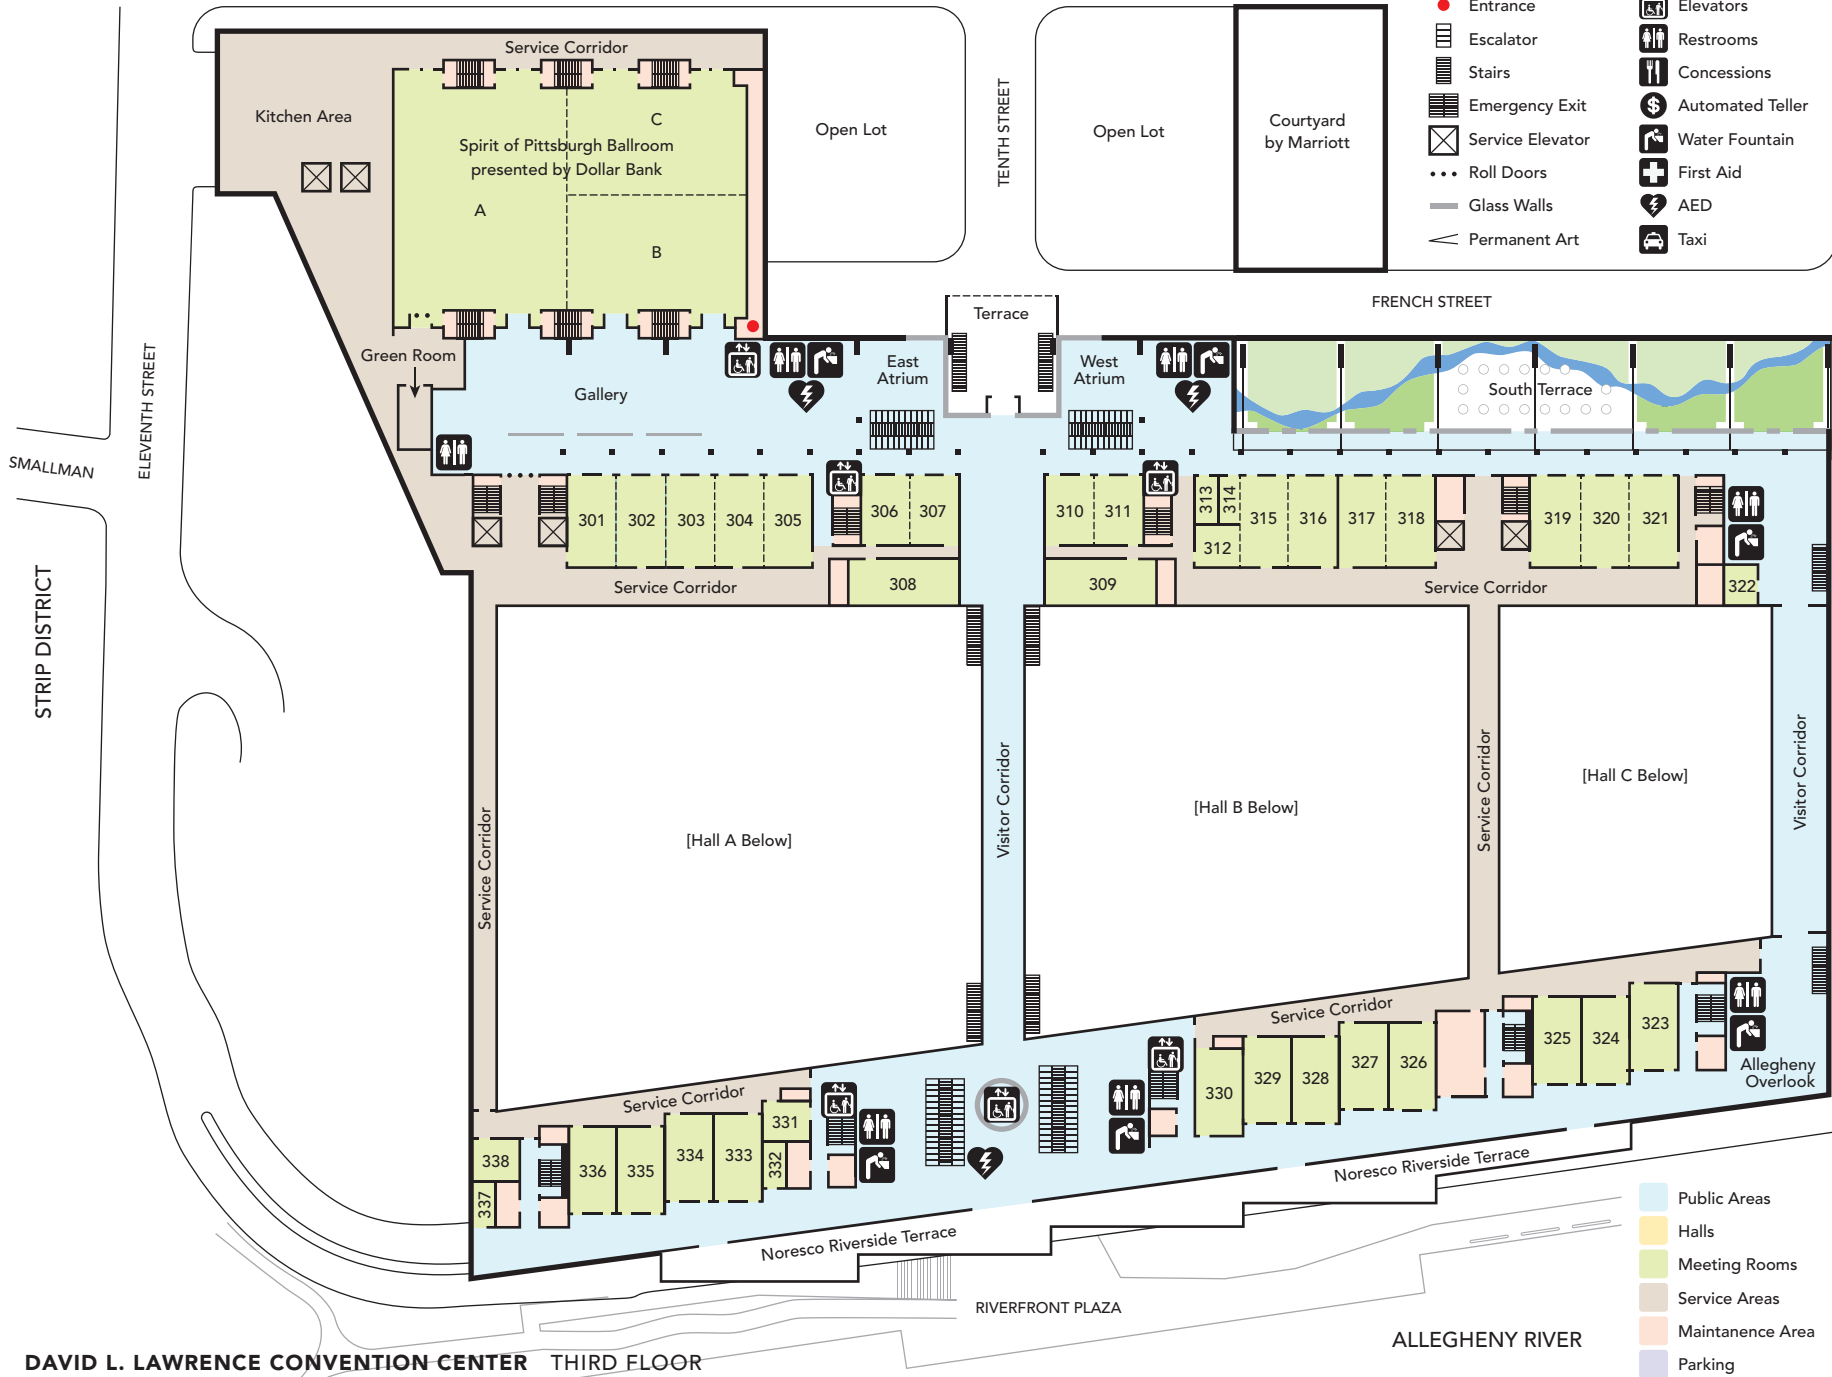 Entrance
Escalator
Stairs
Emergency Exit
Service Elevator
Roll Doors
Glass Walls
Permanent Art
Elevators
Restrooms
Concessions
Automated Teller
$
Water Fountain
First Aid
AED
Taxi
Service Corridor
Kitchen Area
C
Spirit of Pittsburgh Ballroom
presented by Dollar Bank
A
B
Open Lot
TENTH STREET
Open Lot
Courtyard
by Marriott
FRENCH STREET
Terrace
Green Room
Gallery
East
Atrium
West
Atrium
South Terrace
ELEVENTH STREET
SMALLMAN
STRIP DISTRICT
301
302
303
304
305
306
307
308
309
310
311
312
313
314
315
316
317
318
319
320
321
322
Service Corridor
Service Corridor
Service Corridor
[Hall A Below]
Visitor Corridor
[Hall B Below]
Service Corridor
[Hall C Below]
Visitor Corridor
Service Corridor
Service Corridor
323
324
325
326
327
328
329
330
331
332
333
334
335
336
337
338
Allegheny
Overlook
Noresco Riverside Terrace
Noresco Riverside Terrace
RIVERFRONT PLAZA
ALLEGHENY RIVER
Public Areas
Halls
Meeting Rooms
Service Areas
Maintanence Area
Parking
DAVID L. LAWRENCE CONVENTION CENTER THIRD FLOOR